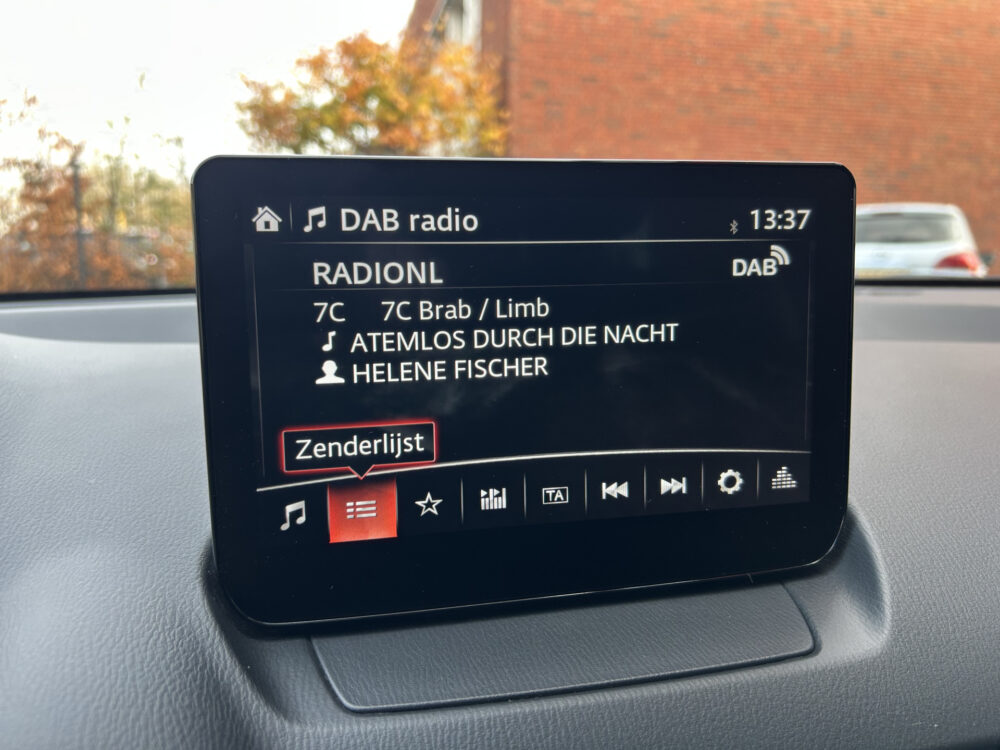 DAB radio 13:37
RADIONL DAB
7C 7C Brab / Limb
ATEMLOS DURCH DIE NACHT
HELENE FISCHER
Zenderlijst
TA